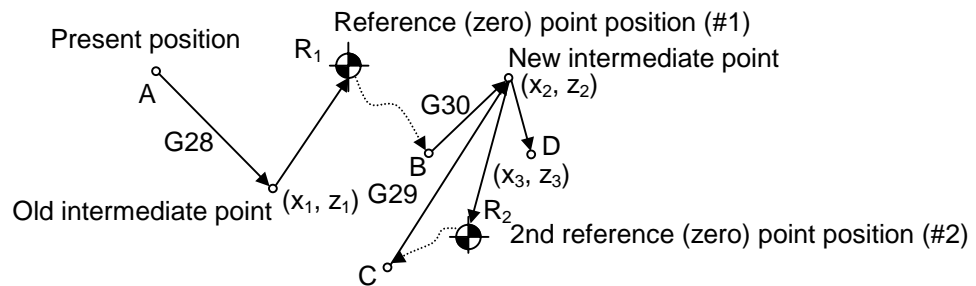 Reference (zero) point position (#1)
Present position
R1
New intermediate point
A
(x2, z2)
G30
G28
B
D
G29
(x3, z3)
Old intermediate point
(x1, z1)
R2
2nd reference (zero) point position (#2)
C